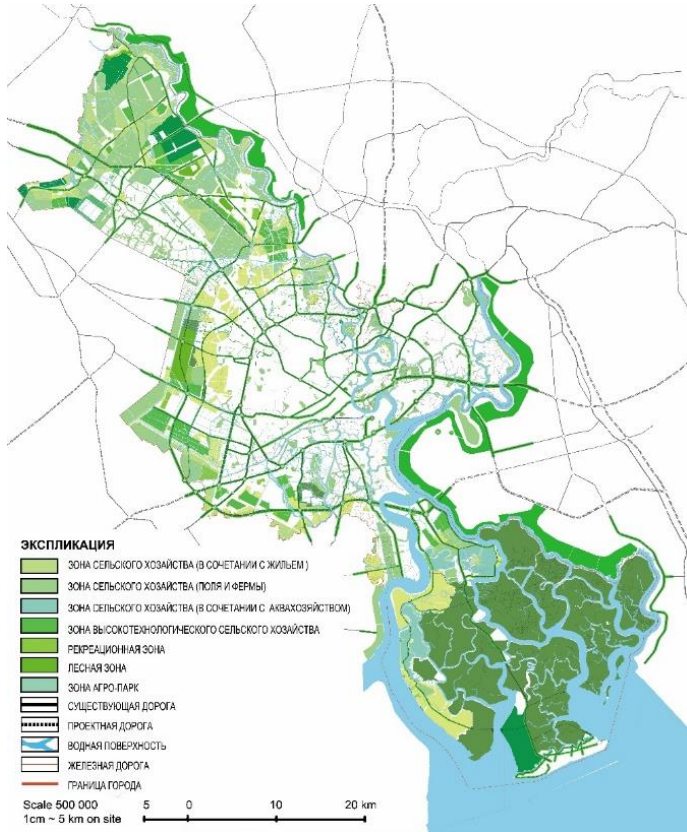 ЭКСПЛИКАЦИЯ
ЗОНА СЕЛЬСКОГО ХОЗЯЙСТВА (В СОЧЕТАНИИ С ЖИЛЬЕМ )
ЗОНА СЕЛЬСКОГО ХОЗЯЙСТВА (ПОЛЯ И ФЕРМЫ)
ЗОНА СЕЛЬСКОГО ХОЗЯЙСТВА (В СОЧЕТАНИИ С АКВАХОЗЯЙСТВОМ)
ЗОНА ВЫСОКОТЕХНОЛОГИЧЕСКОГО СЕЛЬСКОГО ХОЗЯЙСТВА
РЕКРЕАЦИОННАЯ ЗОНА
ЛЕСНАЯ ЗОНА
ЗОНА АГРО-ПАРК
СУЩЕСТВУЮЩАЯ ДОРОГА
ПРОЕКТНАЯ ДОРОГА
ВОДНАЯ ПОВЕРХНОСТЬ
ЖЕЛЕЗНАЯ ДОРОГА
ГРАНИЦА ГОРОДА
Scale 500 000 5 0 10 20 km
1cm ~ 5 km on site